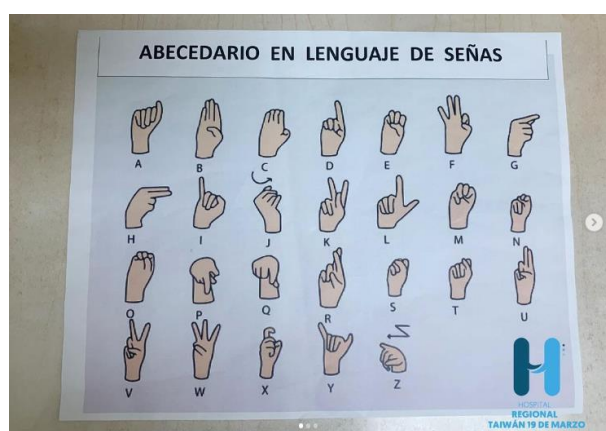 ABECEDARIO EN LENGUAJE DE SEÑAS
A B C D E F G
H I J K L M N
O P Q R S T U
V W X Y Z
HOSPITAL
REGIONAL
TAIWÁN 19 DE MARZO